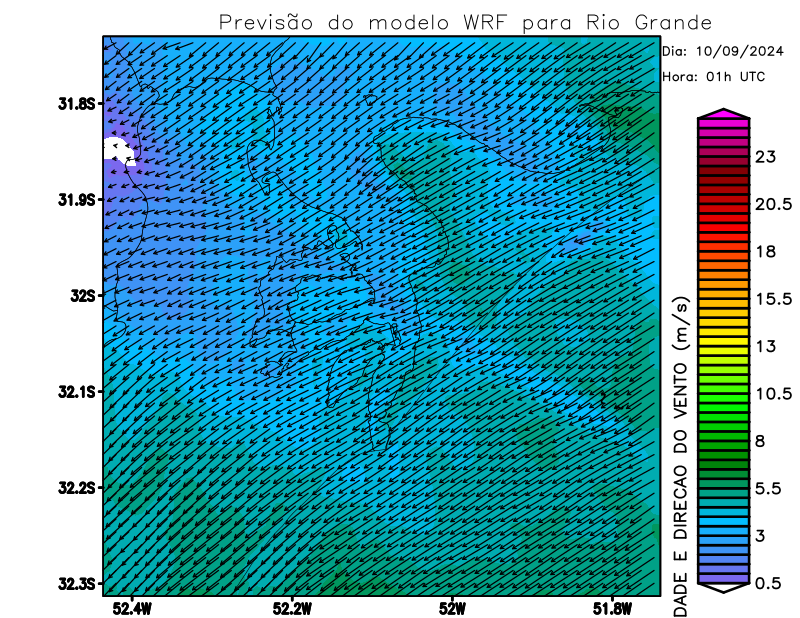 Previsão do modelo WRF para Rio Grande
Dia: 10/09/2024
Hora: 01h UTC
31.8S
31.9S
32S
32.1S
32.2S
32.3S
52.4W
52.2W
52W
51.8W
DADE E DIRECAO DO VENTO (m/s)
23
20.5
18
15.5
13
10.5
8
5.5
3
0.5